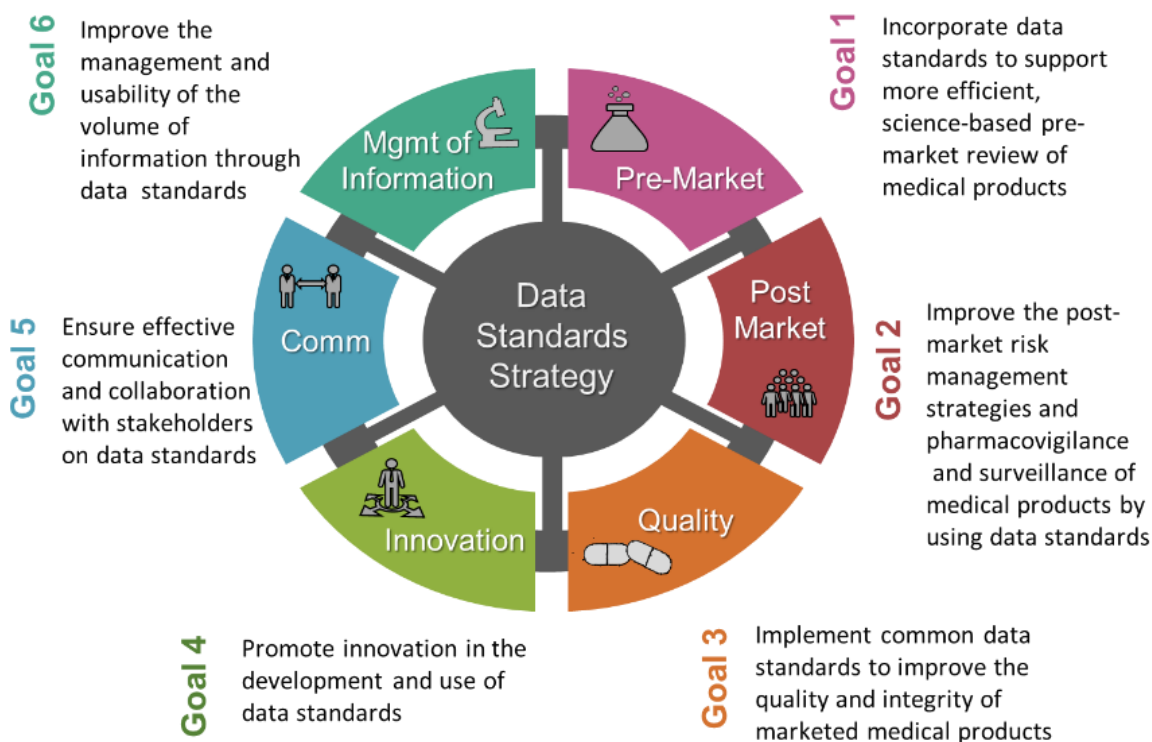 Goal 6
Improve the
management and
usability of the
volume of
information through
data standards
Mgmt of
Information
Pre-Market
Goal 1
Incorporate data
standards to support
more efficient,
science-based pre-
market review of
medical products
Goal 5
Ensure effective
communication
and collaboration
with stakeholders
on data standards
Comm
Data
Standards
Strategy
Post
Market
Goal 2
Improve the post-
market risk
management
strategies and
pharmacovigilance
and surveillance of
medical products by
using data standards
Innovation
Quality
Goal 4
Promote innovation in the
development and use of
data standards
Goal 3
Implement common data
standards to improve the
quality and integrity of
marketed medical products